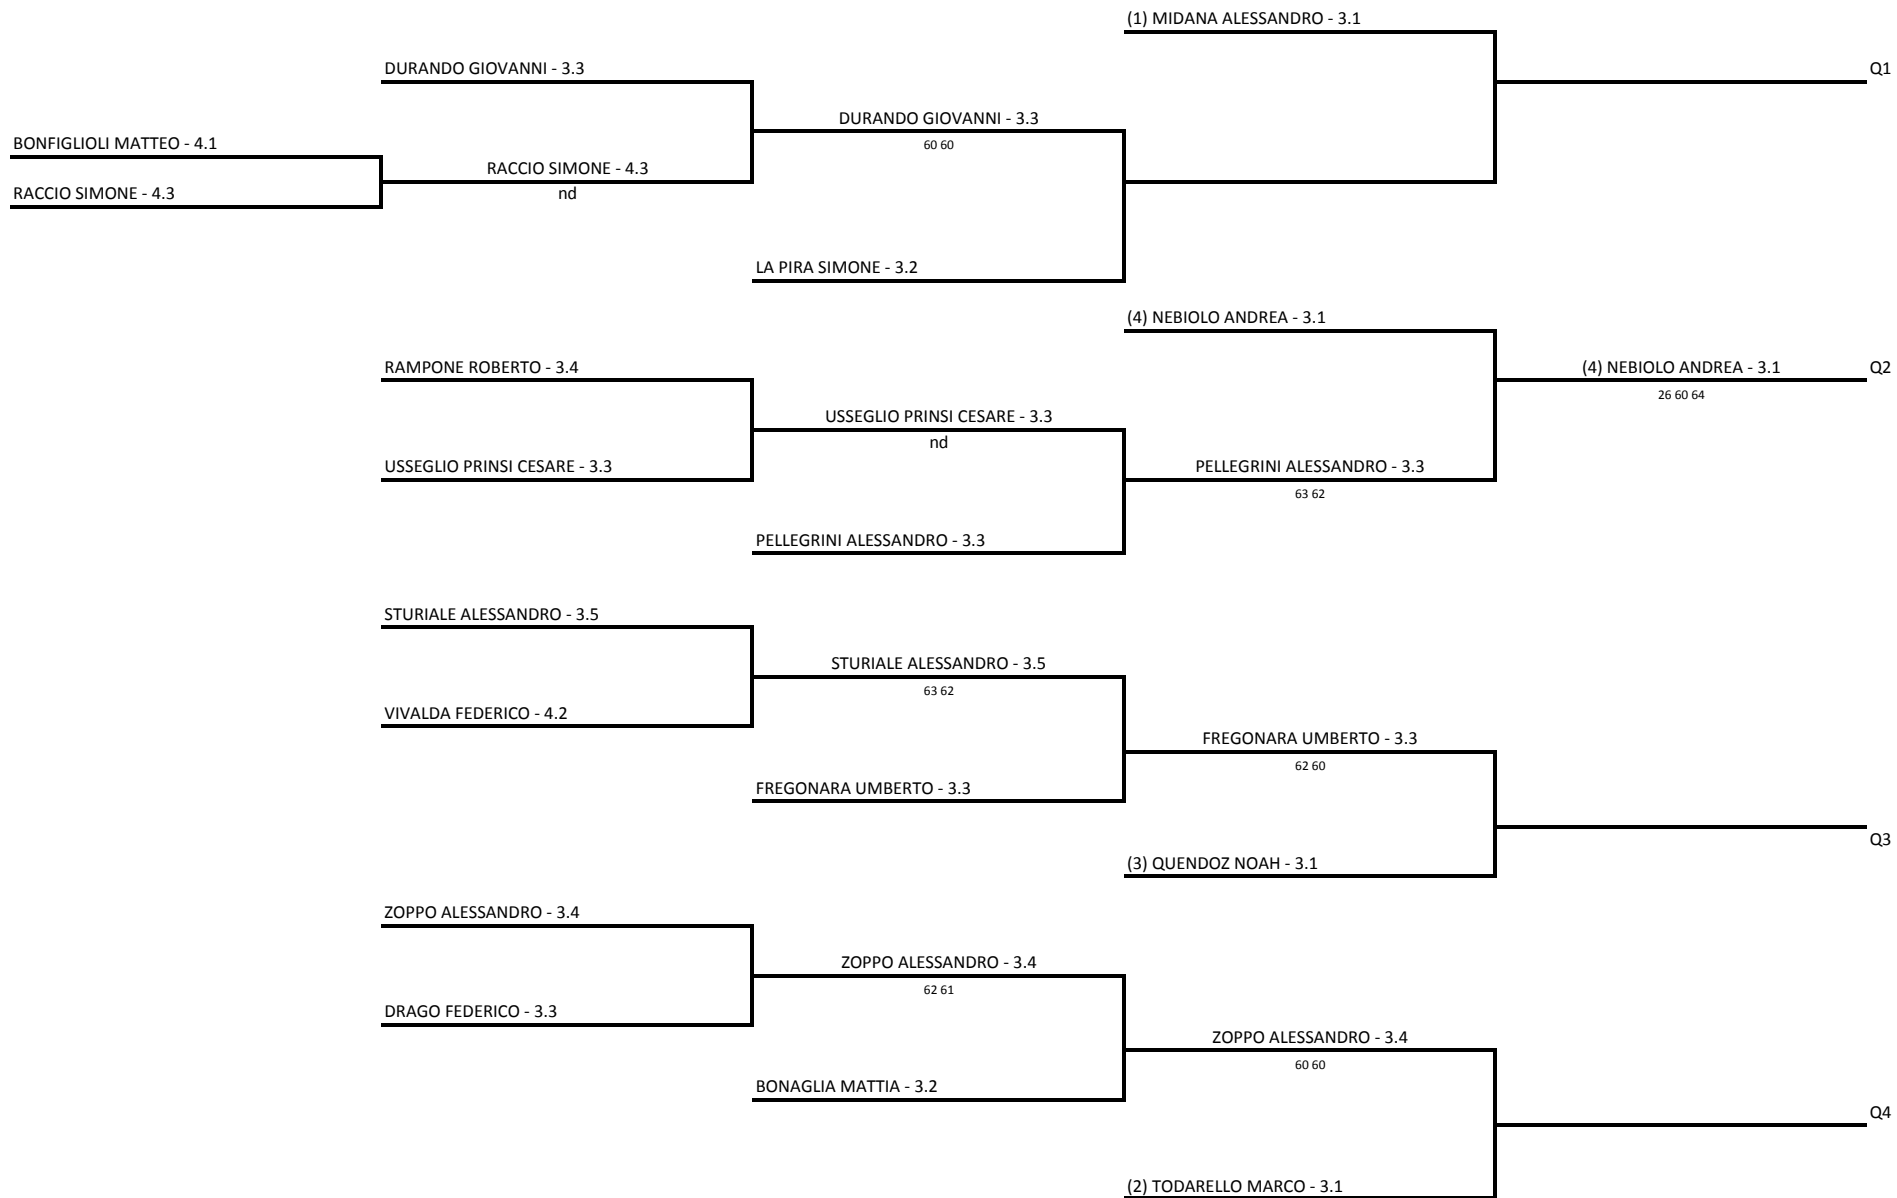 (1) MIDANA ALESSANDRO - 3.1
DURANDO GIOVANNI - 3.3
Q1
DURANDO GIOVANNI - 3.3
60 60
BONFIGLIOLI MATTEO - 4.1
RACCIO SIMONE - 4.3
nd
RACCIO SIMONE - 4.3
LA PIRA SIMONE - 3.2
(4) NEBIOLO ANDREA - 3.1
RAMPONE ROBERTO - 3.4
(4) NEBIOLO ANDREA - 3.1
Q2
26 60 64
USSEGLIO PRINSI CESARE - 3.3
nd
USSEGLIO PRINSI CESARE - 3.3
PELLEGRINI ALESSANDRO - 3.3
63 62
PELLEGRINI ALESSANDRO - 3.3
STURIALE ALESSANDRO - 3.5
STURIALE ALESSANDRO - 3.5
63 62
VIVALDA FEDERICO - 4.2
FREGONARA UMBERTO - 3.3
62 60
FREGONARA UMBERTO - 3.3
Q3
(3) QUENDOZ NOAH - 3.1
ZOPPO ALESSANDRO - 3.4
ZOPPO ALESSANDRO - 3.4
62 61
DRAGO FEDERICO - 3.3
ZOPPO ALESSANDRO - 3.4
60 60
BONAGLIA MATTIA - 3.2
Q4
(2) TODARELLO MARCO - 3.1